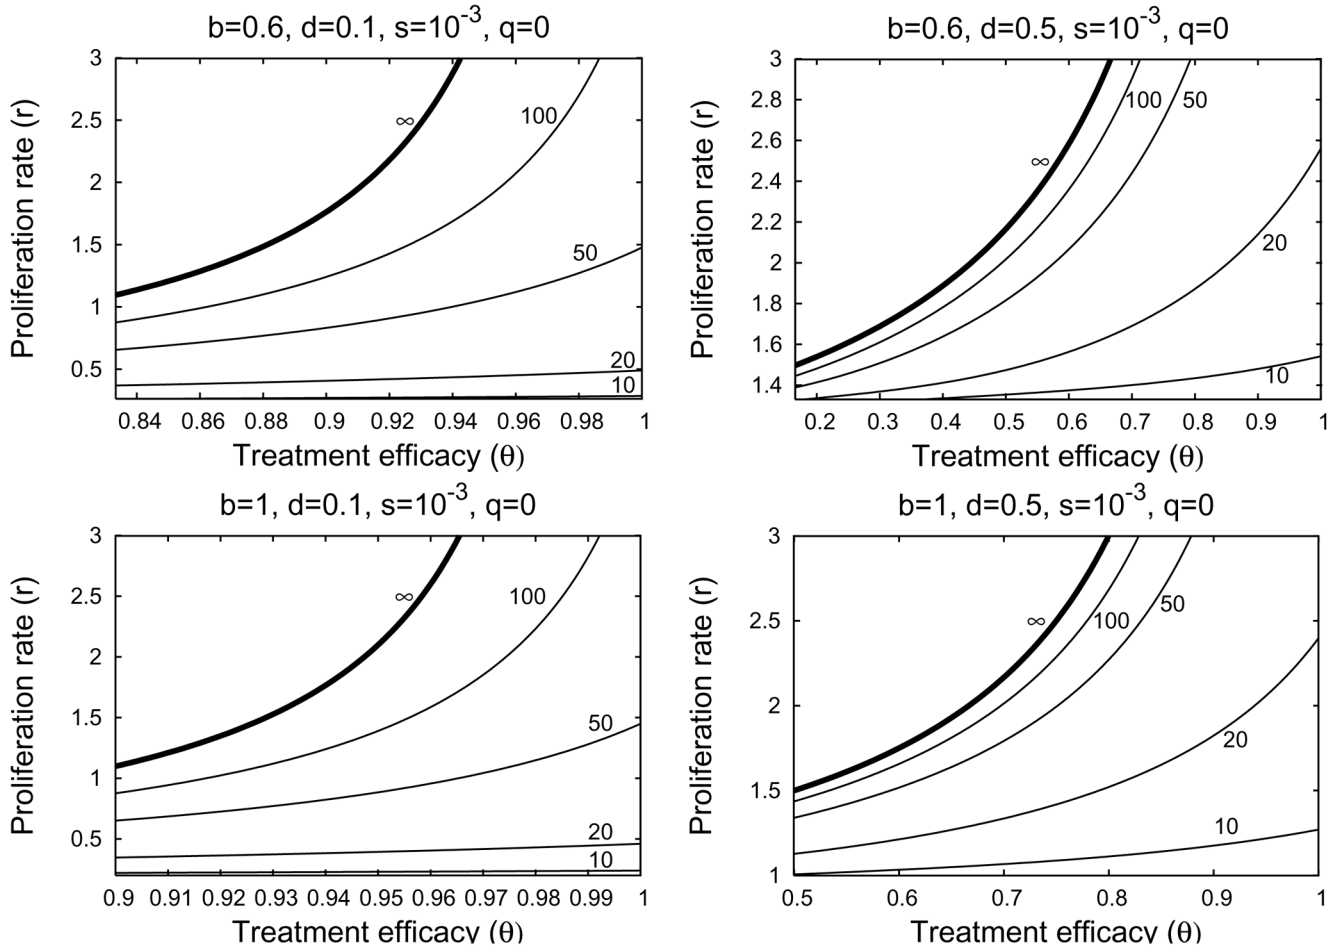 b=0.6, d=0.1, s=10⁻³, q=0
3
2.5
2
1.5
1
0.5
Proliferation rate (r)
∞
100
50
20
10
0.84 0.86 0.88 0.9 0.92 0.94 0.96 0.98 1
Treatment efficacy (θ)
b=0.6, d=0.5, s=10⁻³, q=0
3
2.8
2.6
2.4
2.2
2
1.8
1.6
1.4
Proliferation rate (r)
∞
100
50
20
10
0.2 0.3 0.4 0.5 0.6 0.7 0.8 0.9 1
Treatment efficacy (θ)
b=1, d=0.1, s=10⁻³, q=0
3
2.5
2
1.5
1
0.5
Proliferation rate (r)
∞
100
50
20
10
0.9 0.91 0.92 0.93 0.94 0.95 0.96 0.97 0.98 0.99 1
Treatment efficacy (θ)
b=1, d=0.5, s=10⁻³, q=0
3
2.5
2
1.5
1
Proliferation rate (r)
∞
100
50
20
10
0.5 0.6 0.7 0.8 0.9 1
Treatment efficacy (θ)